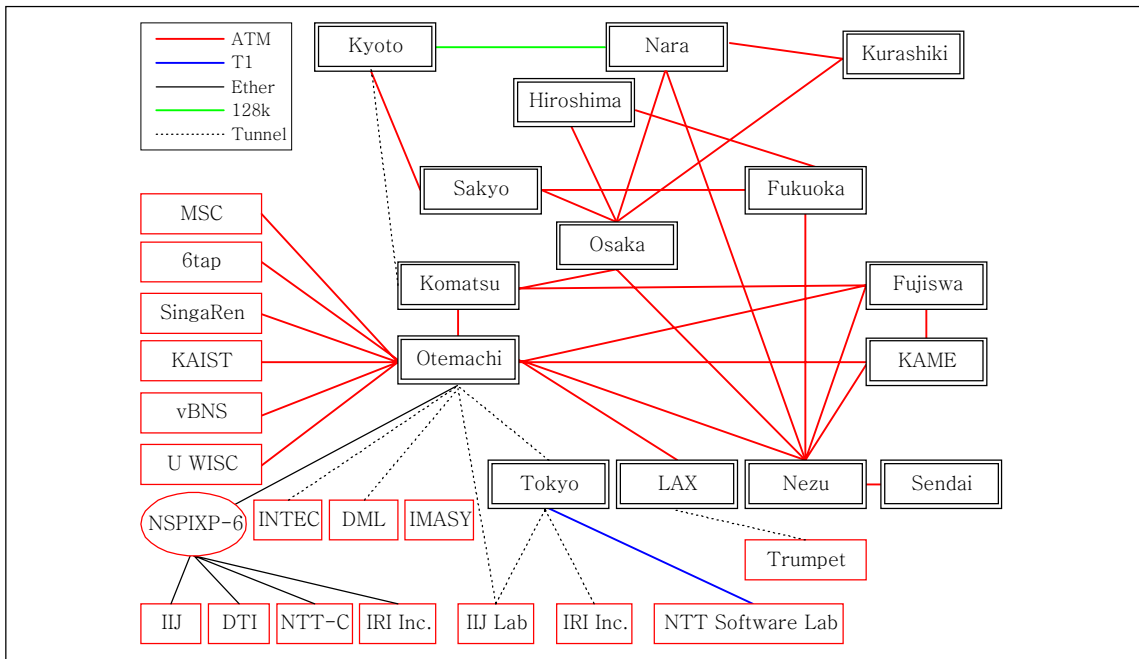 ATM
T1
Ether
128k
Tunnel
Kyoto
Nara
Kurashiki
Hiroshima
Sakyo
Fukuoka
MSC
Osaka
6tap
Komatsu
Fujiswa
SingaRen
KAIST
Otemachi
KAME
vBNS
U WISC
Tokyo
LAX
Nezu
Sendai
NSPIXP-6
INTEC
DML
IMASY
Trumpet
IIJ
DTI
NTT-C
IRI Inc.
IIJ Lab
IRI Inc.
NTT Software Lab